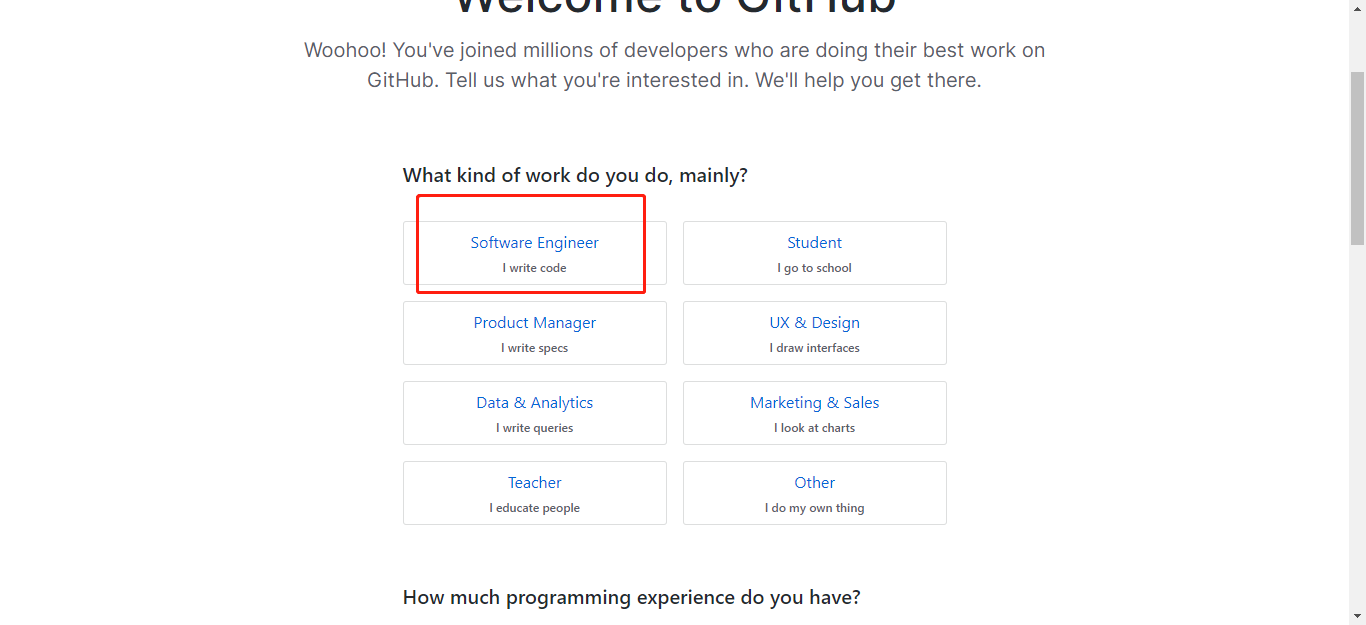 Welcome to GitHub
Woohoo! You've joined millions of developers who are doing their best work on
GitHub. Tell us what you're interested in. We'll help you get there.
What kind of work do you do, mainly?
Software Engineer
I write code
Student
I go to school
Product Manager
I write specs
UX & Design
I draw interfaces
Data & Analytics
I write queries
Marketing & Sales
I look at charts
Teacher
I educate people
Other
I do my own thing
How much programming experience do you have?